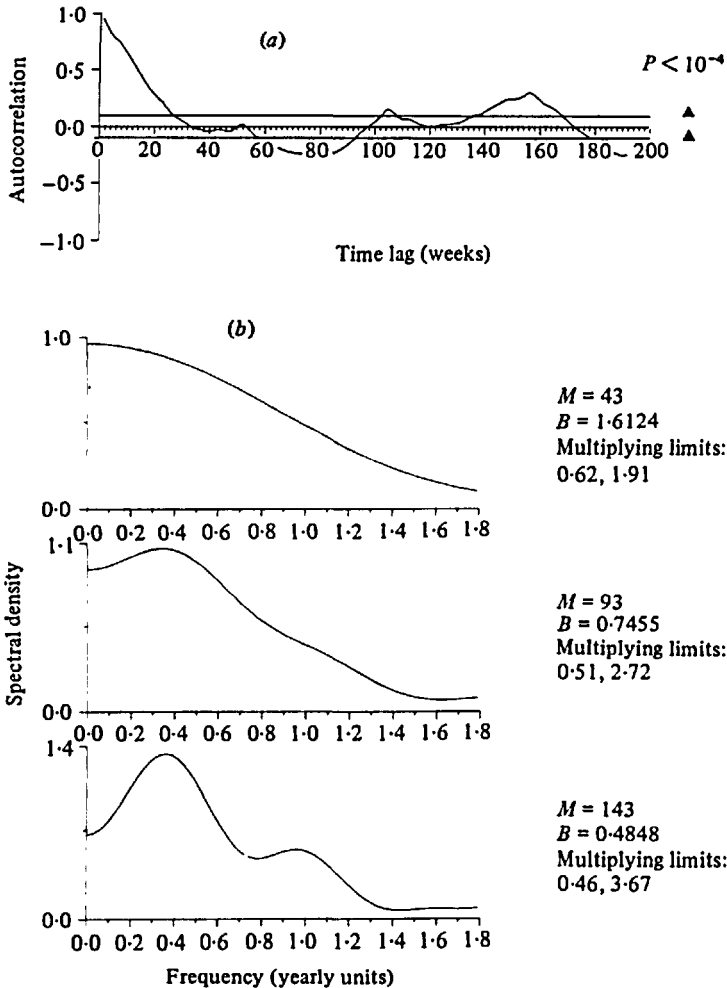 (a)
P < 10⁻⁴
Autocorrelation
1·0
0·5
0·0
−0·5
−1·0
0 20 40 60 80 100 120 140 160 180 200
Time lag (weeks)
(b)
Spectral density
1·0
0·0
0·0 0·2 0·4 0·6 0·8 1·0 1·2 1·4 1·6 1·8
M = 43
B = 1·6124
Multiplying limits:
0·62, 1·91
1·1
0·0
0·0 0·2 0·4 0·6 0·8 1·0 1·2 1·4 1·6 1·8
M = 93
B = 0·7455
Multiplying limits:
0·51, 2·72
1·4
0·0
0·0 0·2 0·4 0·6 0·8 1·0 1·2 1·4 1·6 1·8
M = 143
B = 0·4848
Multiplying limits:
0·46, 3·67
Frequency (yearly units)